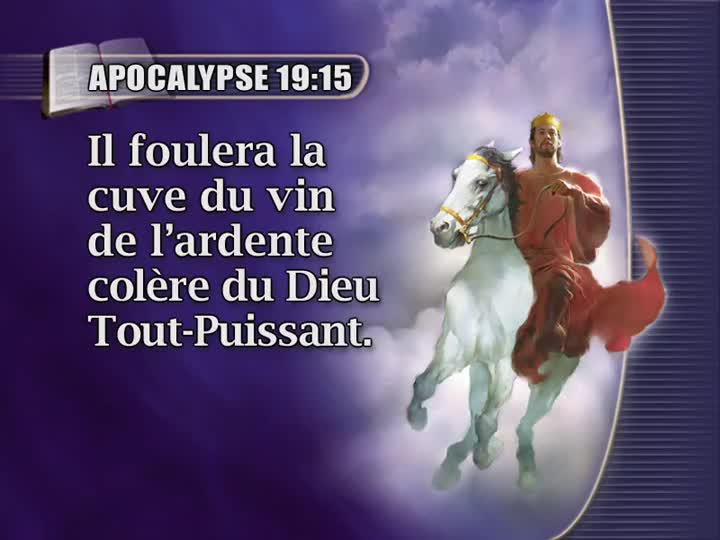 APOCALYPSE 19:15
Il foulera la
cuve du vin
de l’ardente
colère du Dieu
Tout-Puissant.